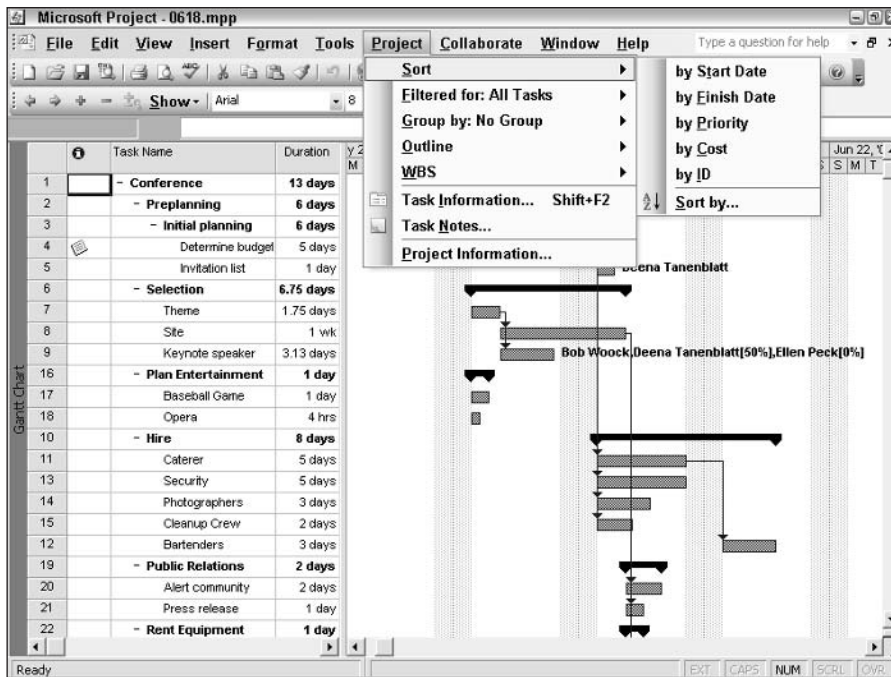 Microsoft Project - 0618.mpp
File Edit View Insert Format Tools Project Collaborate Window Help Type a question for help
Show Arial 8
Sort
Filtered for: All Tasks
Group by: No Group
Outline
WBS
Task Information... Shift+F2
Task Notes...
Project Information...
by Start Date
by Finish Date
by Priority
by Cost
by ID
Sort by...
Task Name Duration Jun 22, '0
M S M T
1 - Conference 13 days
2 - Preplanning 6 days
3 - Initial planning 6 days
4 Determine budget 5 days
5 Invitation list 1 day Deena Tanenblatt
6 - Selection 6.75 days
7 Theme 1.75 days
8 Site 1 wk
9 Keynote speaker 3.13 days Bob Woock,Deena Tanenblatt[50%],Ellen Peck[0%]
16 - Plan Entertainment 1 day
17 Baseball Game 1 day
18 Opera 4 hrs
10 - Hire 8 days
11 Caterer 5 days
13 Security 5 days
14 Photographers 3 days
15 Cleanup Crew 2 days
12 Bartenders 3 days
19 - Public Relations 2 days
20 Alert community 2 days
21 Press release 1 day
22 - Rent Equipment 1 day
Gantt Chart
Ready EXT CAPS NUM SCRL OVR